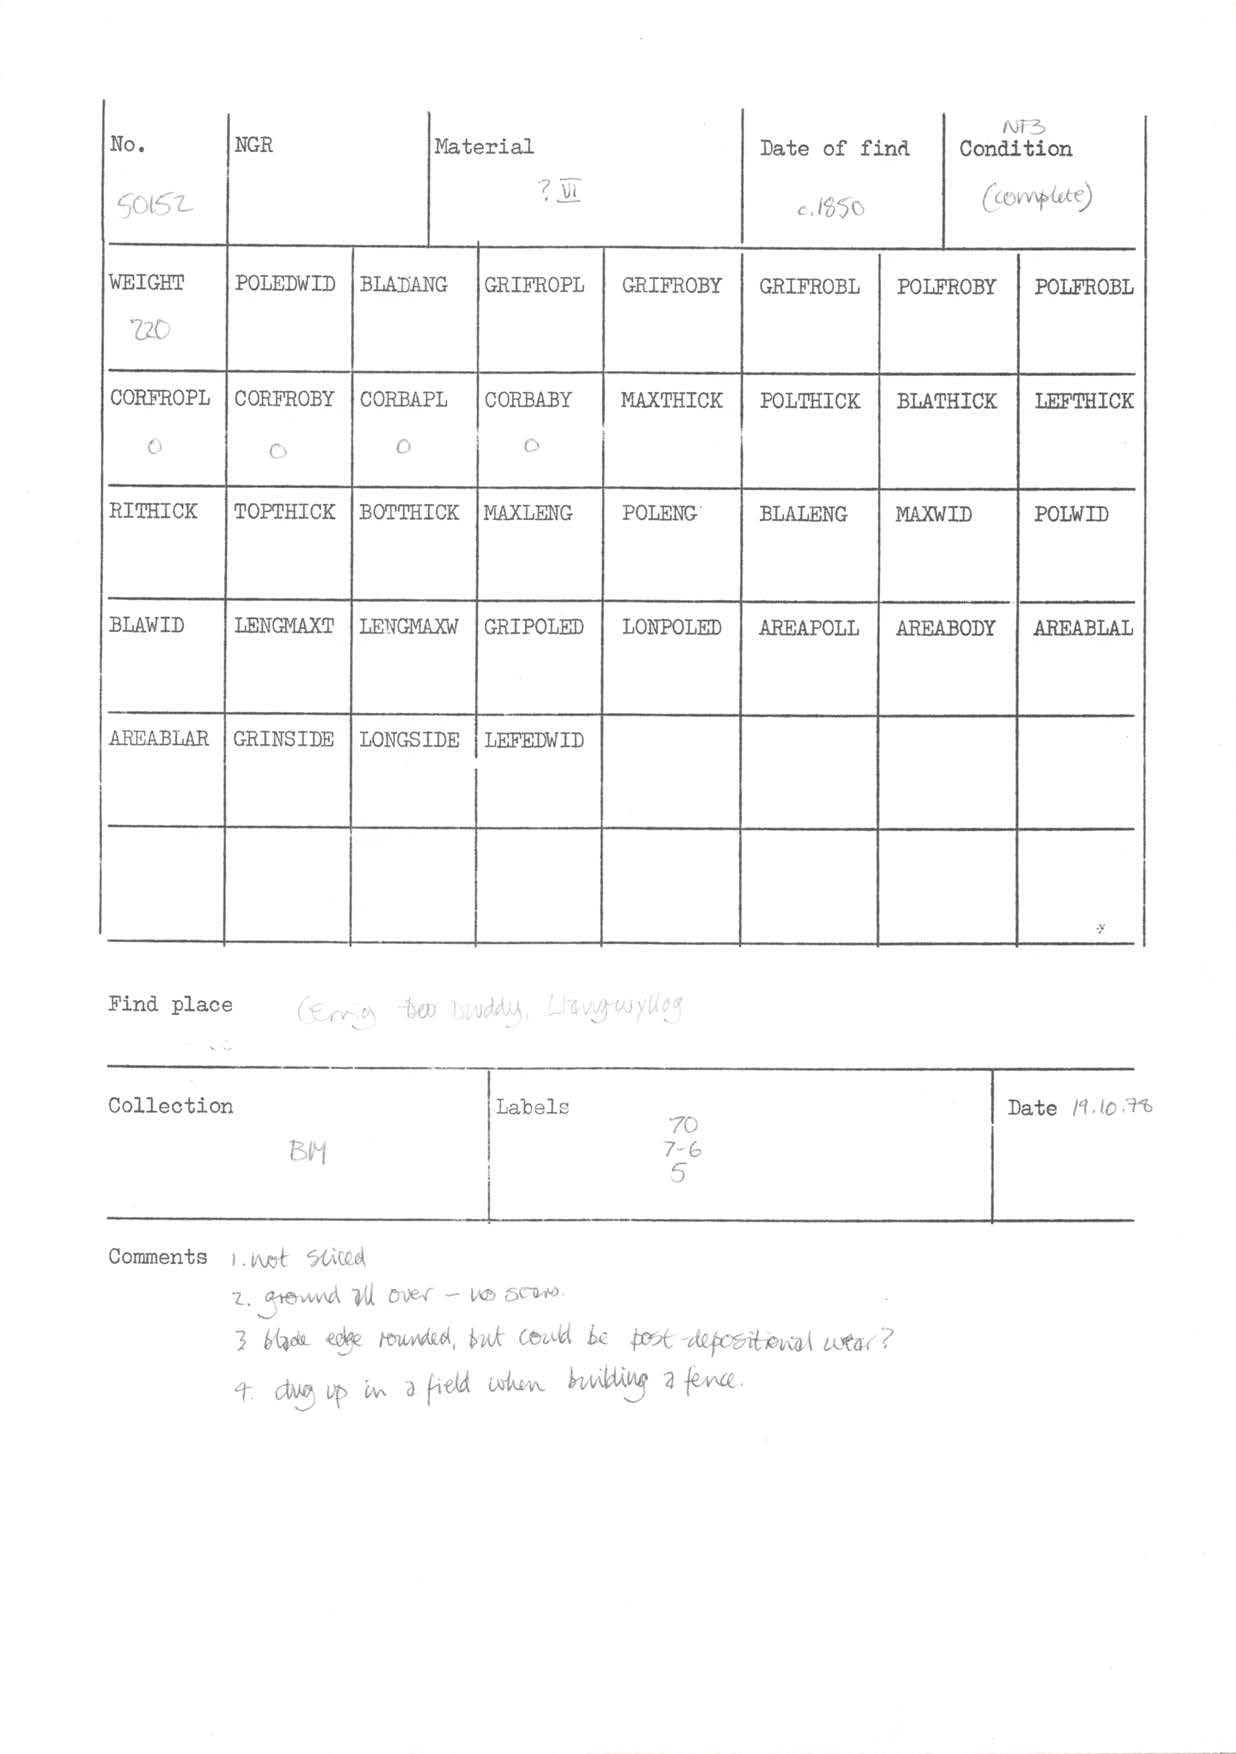 NT3
No. NGR Material Date of find Condition
50152 ? VI c.1850 (complete)
WEIGHT POLEDWID BLADANG GRIFROPL GRIFROBY GRIFROBL POLFROBY POLFROBL
220
CORFROPL CORFROBY CORBAPL CORBABY MAXTHICK POLTHICK BLATHICK LEFTHICK
0 0 0 0
RITHICK TOPTHICK BOTTHICK MAXLENG POLENG BLALENG MAXWID POLWID
BLAWID LENGMAXT LENGMAXW GRIPOLED LONPOLED AREAPOLL AREABODY AREABLAL
AREABLAR GRINSIDE LONGSIDE LEFEDWID
Find place Llangwyllog
Collection Labels Date 19.10.78
70
BM 7-6
5
Comments 1. not sliced
2. ground all over - no scars.
3 blade edge rounded, but could be post-depositional wear?
4. dug up in a field when building a fence.